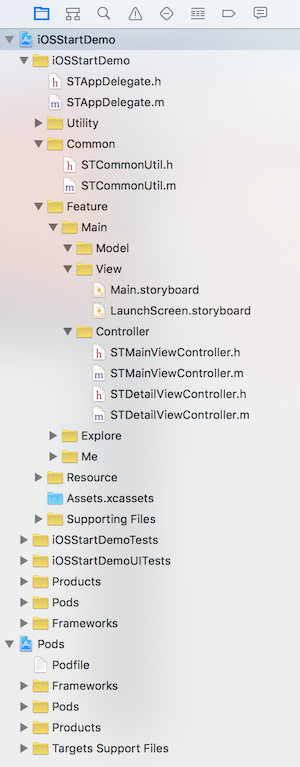 iOSStartDemo
iOSStartDemo
STAppDelegate.h
STAppDelegate.m
Utility
Common
STCommonUtil.h
STCommonUtil.m
Feature
Main
Model
View
Main.storyboard
LaunchScreen.storyboard
Controller
STMainViewController.h
STMainViewController.m
STDetailViewController.h
STDetailViewController.m
Explore
Me
Resource
Assets.xcassets
Supporting Files
iOSStartDemoTests
iOSStartDemoUITests
Products
Pods
Frameworks
Pods
Podfile
Frameworks
Pods
Products
Targets Support Files